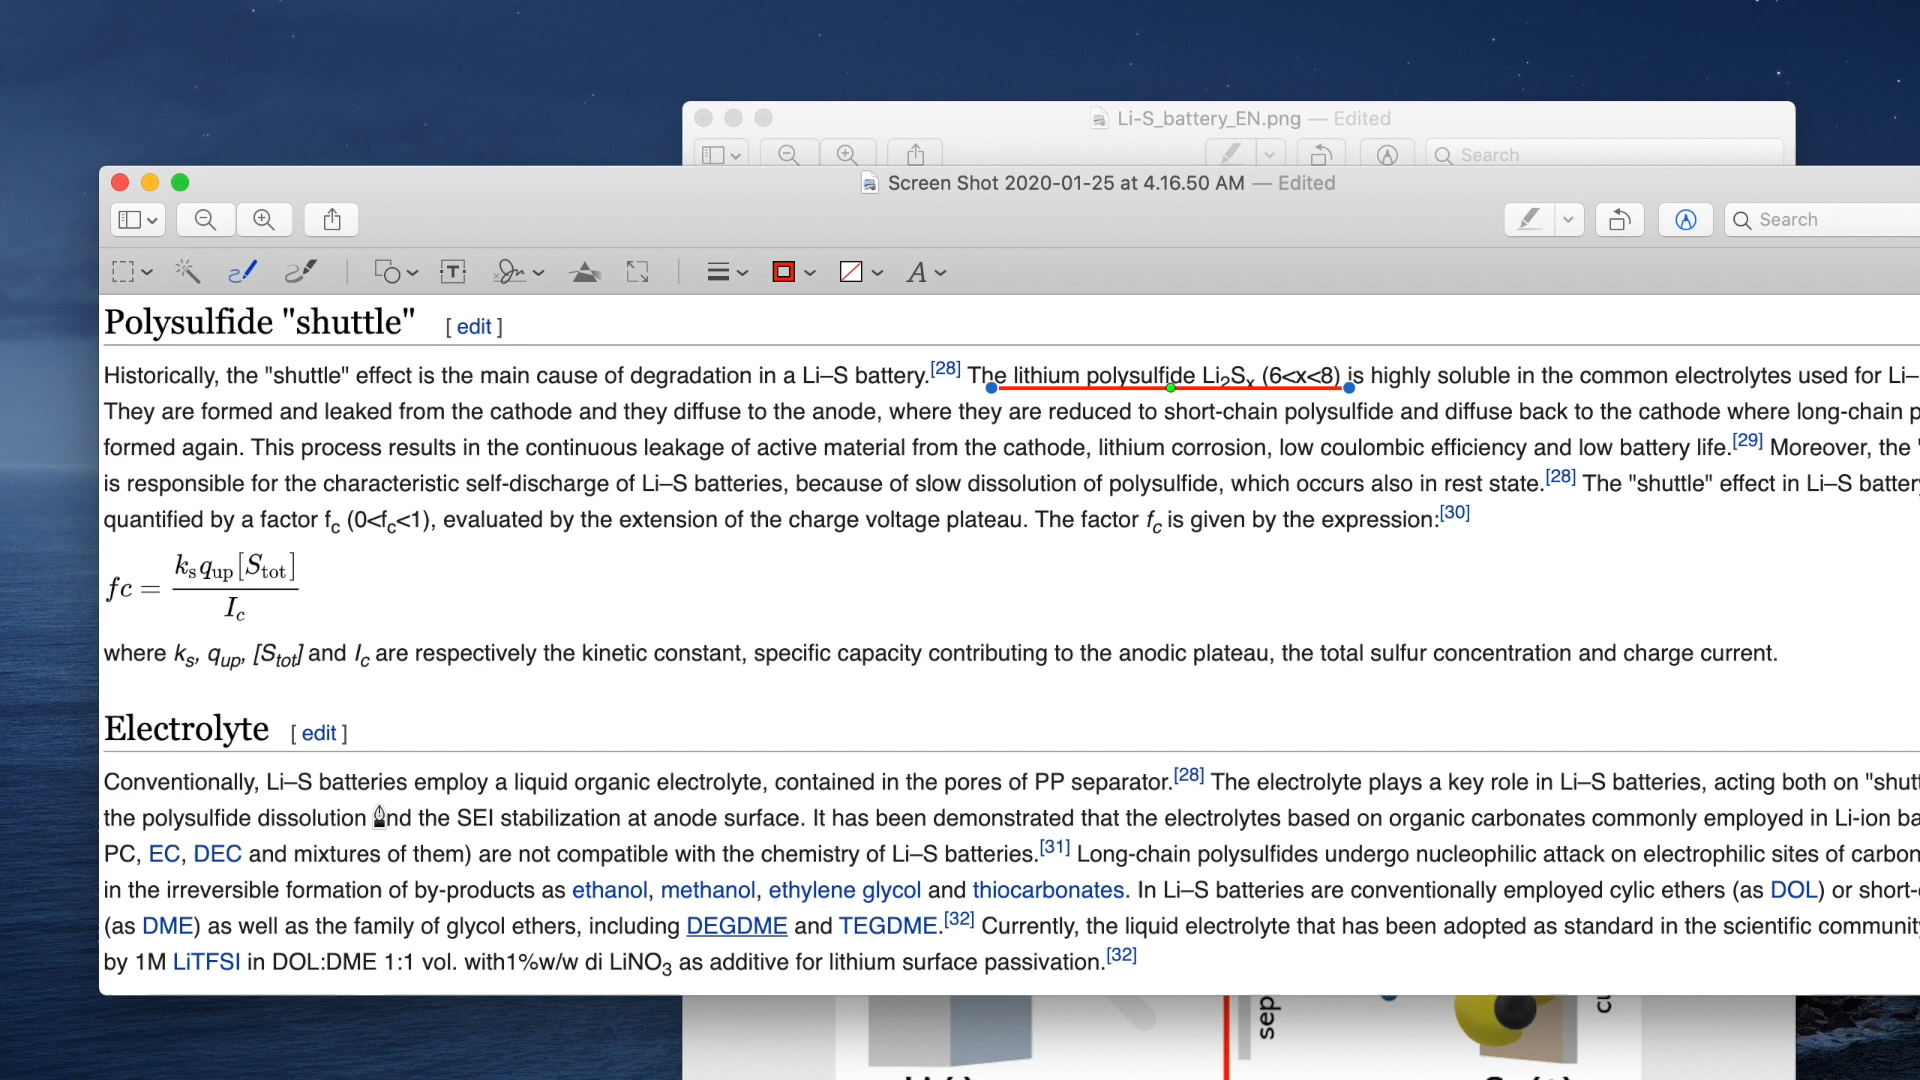 Li-S_battery_EN.png — Edited
Search
Screen Shot 2020-01-25 at 4.16.50 AM — Edited
Search
Polysulfide "shuttle" [ edit ]
Historically, the "shuttle" effect is the main cause of degradation in a Li–S battery.[28] The lithium polysulfide Li₂Sₓ (6<x<8) is highly soluble in the common electrolytes used for Li–
They are formed and leaked from the cathode and they diffuse to the anode, where they are reduced to short-chain polysulfide and diffuse back to the cathode where long-chain p
formed again. This process results in the continuous leakage of active material from the cathode, lithium corrosion, low coulombic efficiency and low battery life.[29] Moreover, the "
is responsible for the characteristic self-discharge of Li–S batteries, because of slow dissolution of polysulfide, which occurs also in rest state.[28] The "shuttle" effect in Li–S battery
quantified by a factor fc (0<fc<1), evaluated by the extension of the charge voltage plateau. The factor fc is given by the expression:[30]
fc = ks qup [Stot] / Ic
where ks, qup, [Stot] and Ic are respectively the kinetic constant, specific capacity contributing to the anodic plateau, the total sulfur concentration and charge current.
Electrolyte [ edit ]
Conventionally, Li–S batteries employ a liquid organic electrolyte, contained in the pores of PP separator.[28] The electrolyte plays a key role in Li–S batteries, acting both on "shut
the polysulfide dissolution and the SEI stabilization at anode surface. It has been demonstrated that the electrolytes based on organic carbonates commonly employed in Li-ion ba
PC, EC, DEC and mixtures of them) are not compatible with the chemistry of Li–S batteries.[31] Long-chain polysulfides undergo nucleophilic attack on electrophilic sites of carbon
in the irreversible formation of by-products as ethanol, methanol, ethylene glycol and thiocarbonates. In Li–S batteries are conventionally employed cylic ethers (as DOL) or short-
(as DME) as well as the family of glycol ethers, including DEGDME and TEGDME.[32] Currently, the liquid electrolyte that has been adopted as standard in the scientific community
by 1M LiTFSI in DOL:DME 1:1 vol. with1%w/w di LiNO₃ as additive for lithium surface passivation.[32]
sep
cu